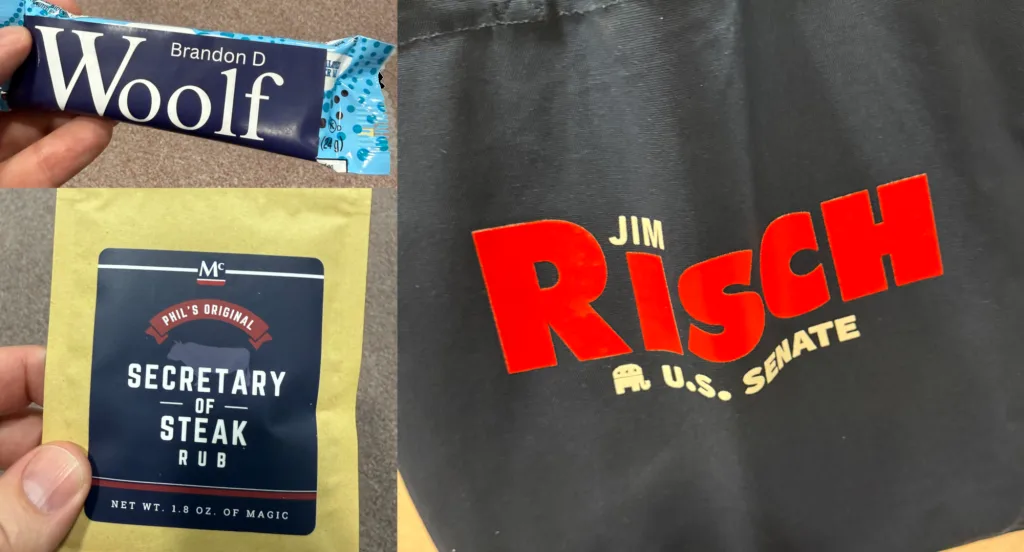 Brandon D
Woolf
(24g)
Mc
PHIL'S ORIGINAL
SECRETARY
OF
STEAK
RUB
NET WT. 1.8 OZ. OF MAGIC
JIM
RISCH
U.S. SENATE